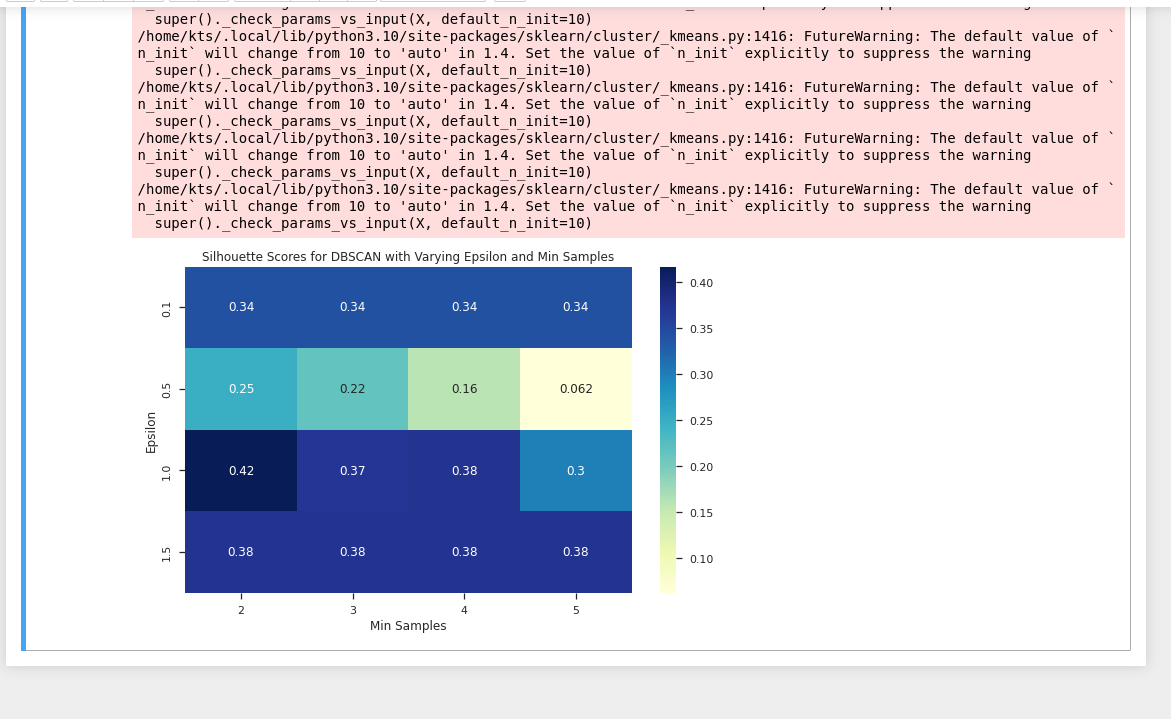 super()._check_params_vs_input(X, default_n_init=10)
/home/kts/.local/lib/python3.10/site-packages/sklearn/cluster/_kmeans.py:1416: FutureWarning: The default value of `
n_init` will change from 10 to 'auto' in 1.4. Set the value of `n_init` explicitly to suppress the warning
super()._check_params_vs_input(X, default_n_init=10)
/home/kts/.local/lib/python3.10/site-packages/sklearn/cluster/_kmeans.py:1416: FutureWarning: The default value of `
n_init` will change from 10 to 'auto' in 1.4. Set the value of `n_init` explicitly to suppress the warning
super()._check_params_vs_input(X, default_n_init=10)
/home/kts/.local/lib/python3.10/site-packages/sklearn/cluster/_kmeans.py:1416: FutureWarning: The default value of `
n_init` will change from 10 to 'auto' in 1.4. Set the value of `n_init` explicitly to suppress the warning
super()._check_params_vs_input(X, default_n_init=10)
/home/kts/.local/lib/python3.10/site-packages/sklearn/cluster/_kmeans.py:1416: FutureWarning: The default value of `
n_init` will change from 10 to 'auto' in 1.4. Set the value of `n_init` explicitly to suppress the warning
super()._check_params_vs_input(X, default_n_init=10)
Silhouette Scores for DBSCAN with Varying Epsilon and Min Samples
0.1 0.34 0.34 0.34 0.34
0.5 0.25 0.22 0.16 0.062
1.0 0.42 0.37 0.38 0.3
1.5 0.38 0.38 0.38 0.38
Epsilon
2 3 4 5
Min Samples
0.40
0.35
0.30
0.25
0.20
0.15
0.10